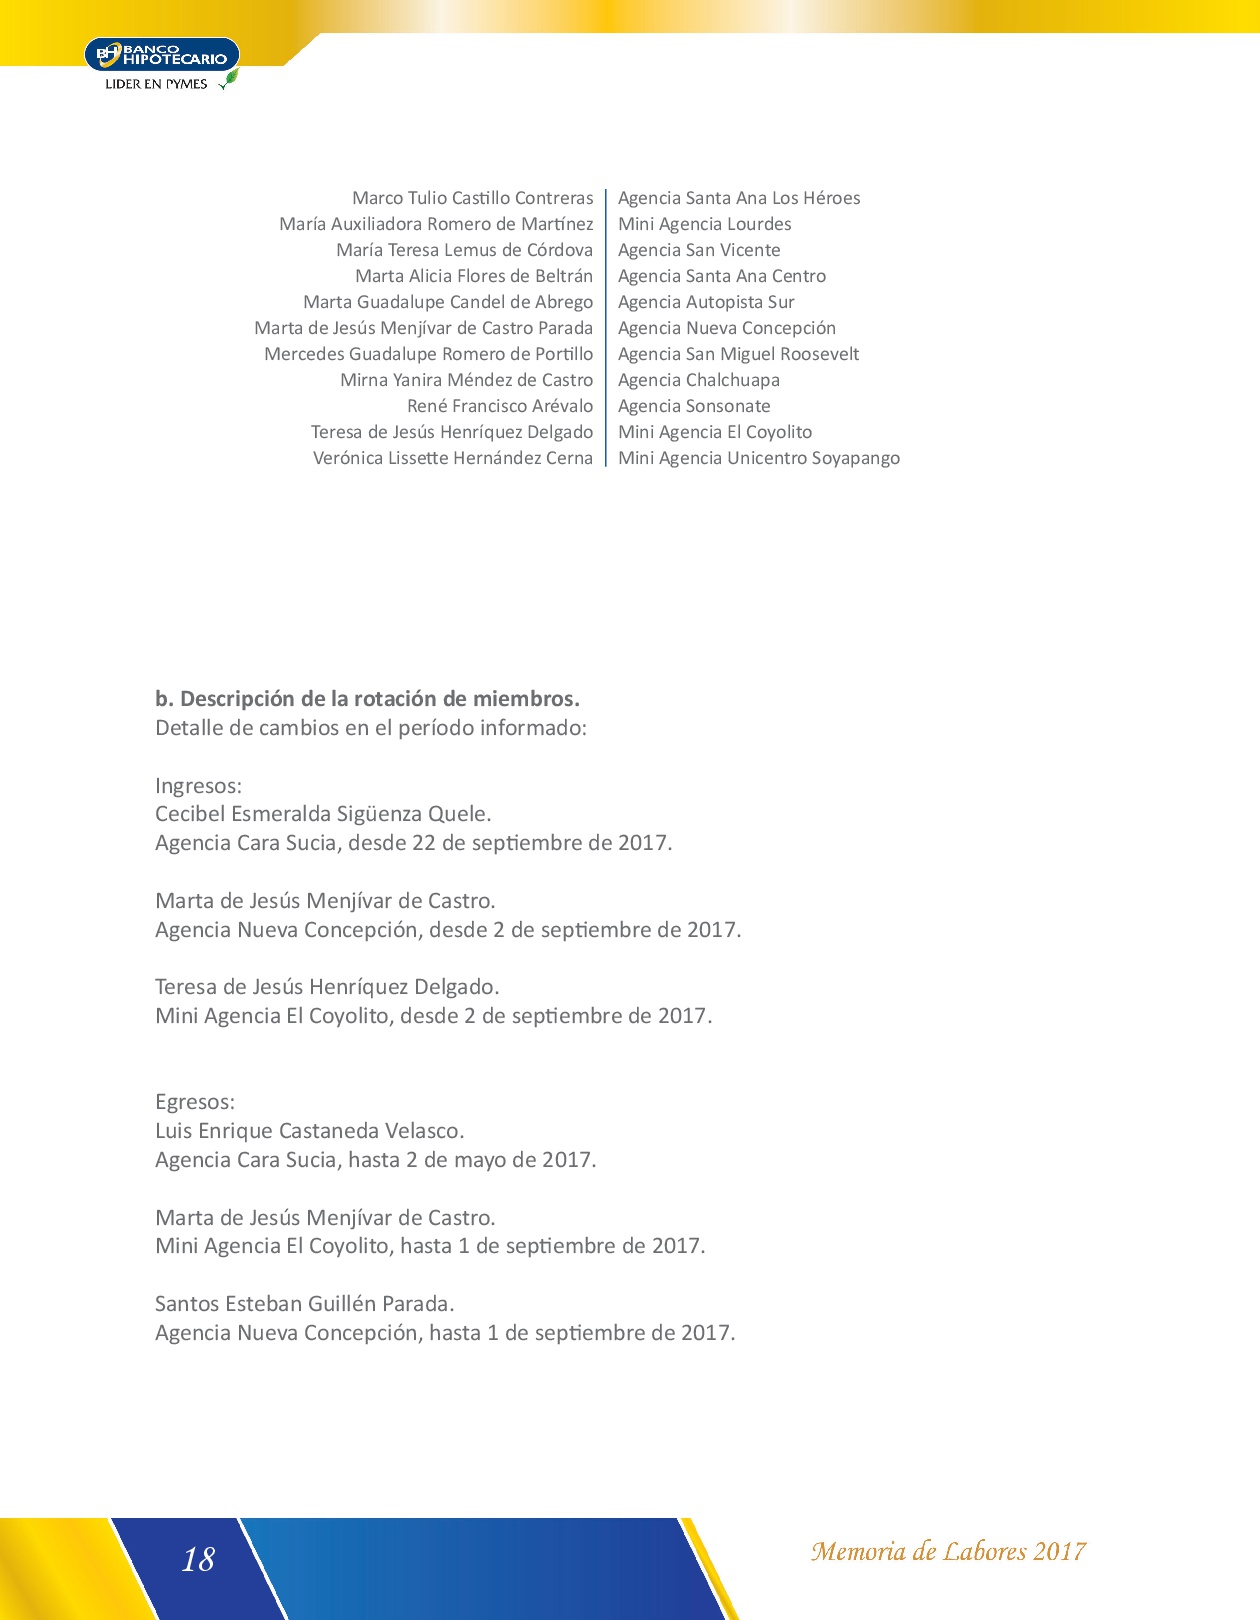 BH BANCO
HIPOTECARIO
LIDER EN PYMES
Marco Tulio Castillo Contreras Agencia Santa Ana Los Héroes
María Auxiliadora Romero de Martínez Mini Agencia Lourdes
María Teresa Lemus de Córdova Agencia San Vicente
Marta Alicia Flores de Beltrán Agencia Santa Ana Centro
Marta Guadalupe Candel de Abrego Agencia Autopista Sur
Marta de Jesús Menjívar de Castro Parada Agencia Nueva Concepción
Mercedes Guadalupe Romero de Portillo Agencia San Miguel Roosevelt
Mirna Yanira Méndez de Castro Agencia Chalchuapa
René Francisco Arévalo Agencia Sonsonate
Teresa de Jesús Henríquez Delgado Mini Agencia El Coyolito
Verónica Lissette Hernández Cerna Mini Agencia Unicentro Soyapango
b. Descripción de la rotación de miembros.
Detalle de cambios en el período informado:
Ingresos:
Cecibel Esmeralda Sigüenza Quele.
Agencia Cara Sucia, desde 22 de septiembre de 2017.
Marta de Jesús Menjívar de Castro.
Agencia Nueva Concepción, desde 2 de septiembre de 2017.
Teresa de Jesús Henríquez Delgado.
Mini Agencia El Coyolito, desde 2 de septiembre de 2017.
Egresos:
Luis Enrique Castaneda Velasco.
Agencia Cara Sucia, hasta 2 de mayo de 2017.
Marta de Jesús Menjívar de Castro.
Mini Agencia El Coyolito, hasta 1 de septiembre de 2017.
Santos Esteban Guillén Parada.
Agencia Nueva Concepción, hasta 1 de septiembre de 2017.
18
Memoria de Labores 2017